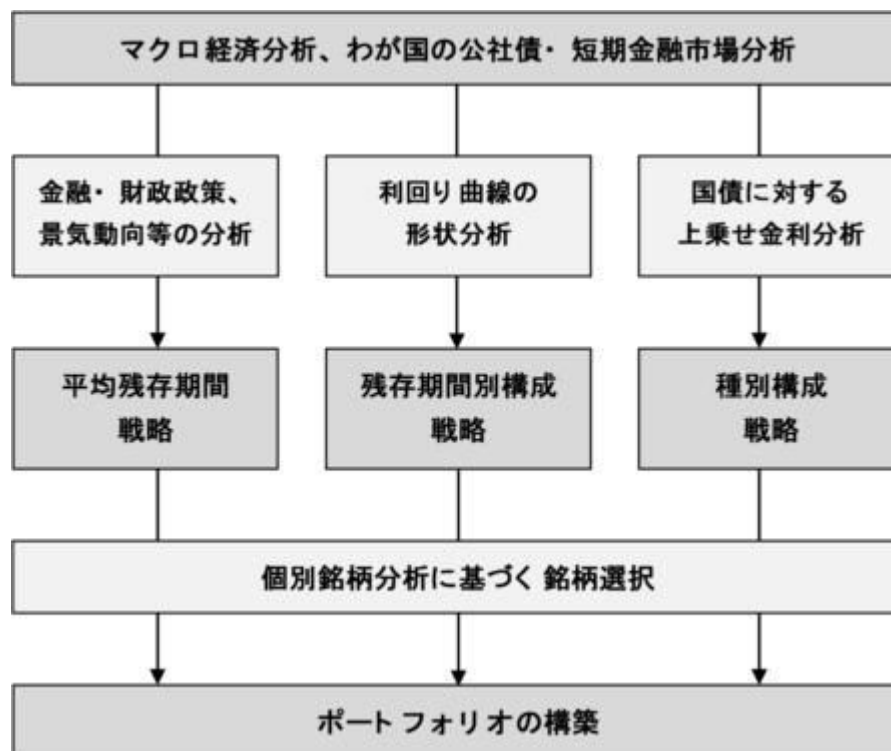 マクロ経済分析、わが国の公社債・短期金融市場分析
金融・財政政策、
景気動向等の分析
利回り曲線の
形状分析
国債に対する
上乗せ金利分析
平均残存期間
戦略
残存期間別構成
戦略
種別構成
戦略
個別銘柄分析に基づく銘柄選択
ポートフォリオの構築